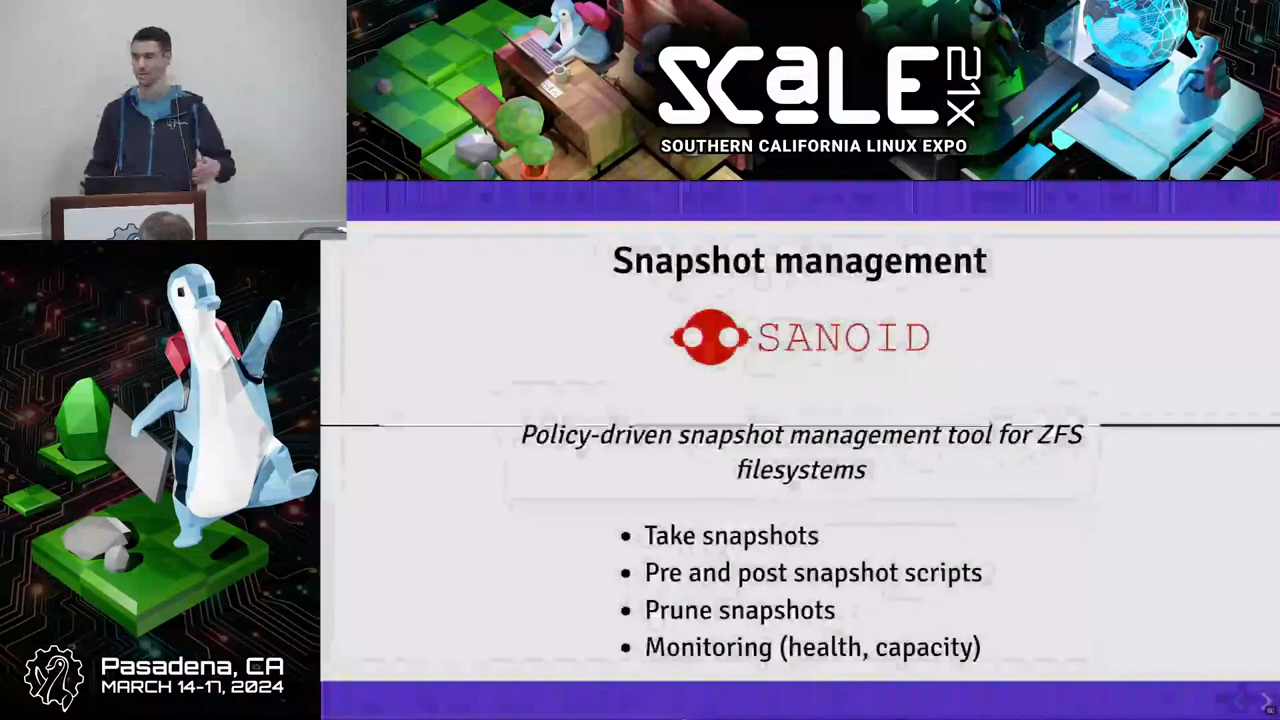 SCaLE 21x
SOUTHERN CALIFORNIA LINUX EXPO
Snapshot management
SANOID
Policy-driven snapshot management tool for ZFS
filesystems
• Take snapshots
• Pre and post snapshot scripts
• Prune snapshots
• Monitoring (health, capacity)
Pasadena, CA
MARCH 14-17, 2024